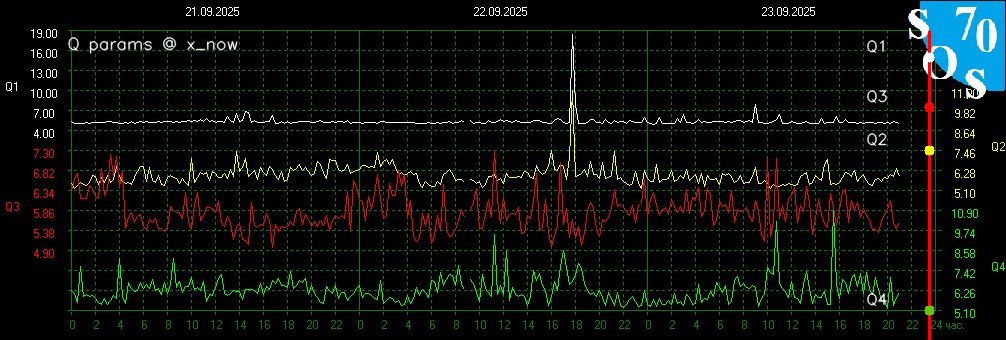 21.09.2025 22.09.2025 23.09.2025
Q params @ x_now
SOS 70
Q1
19.00
16.00
13.00
10.00
7.00
4.00
Q3
7.30
6.82
6.34
5.86
5.38
4.90
Q1
Q3
Q2
Q4
Q2
9.82
8.64
7.46
6.28
5.10
Q4
10.90
9.74
8.58
7.42
6.26
5.10
0 2 4 6 8 10 12 14 16 18 20 22 0 2 4 6 8 10 12 14 16 18 20 22 0 2 4 6 8 10 12 14 16 18 20 22 24 час.